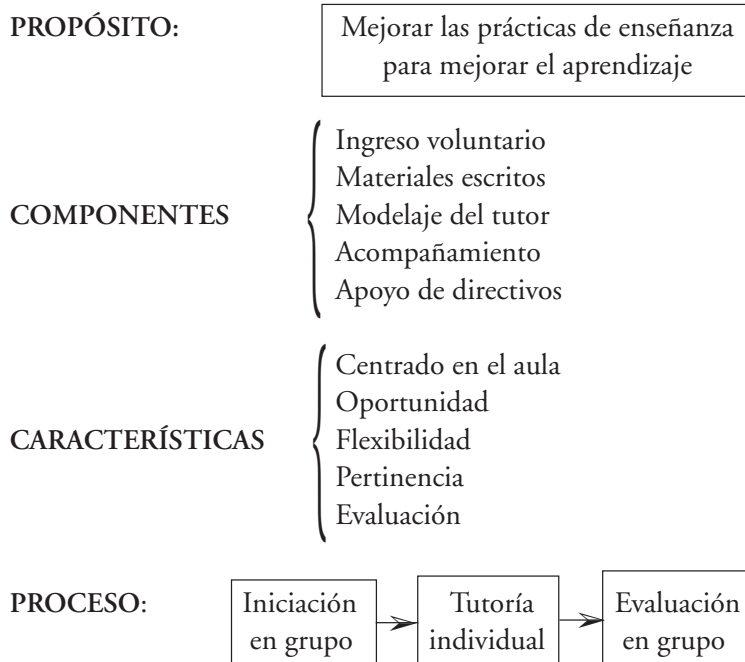 PROPÓSITO:
Mejorar las prácticas de enseñanza
para mejorar el aprendizaje
COMPONENTES
Ingreso voluntario
Materiales escritos
Modelaje del tutor
Acompañamiento
Apoyo de directivos
CARACTERÍSTICAS
Centrado en el aula
Oportunidad
Flexibilidad
Pertinencia
Evaluación
PROCESO:
Iniciación
en grupo
Tutoría
individual
Evaluación
en grupo